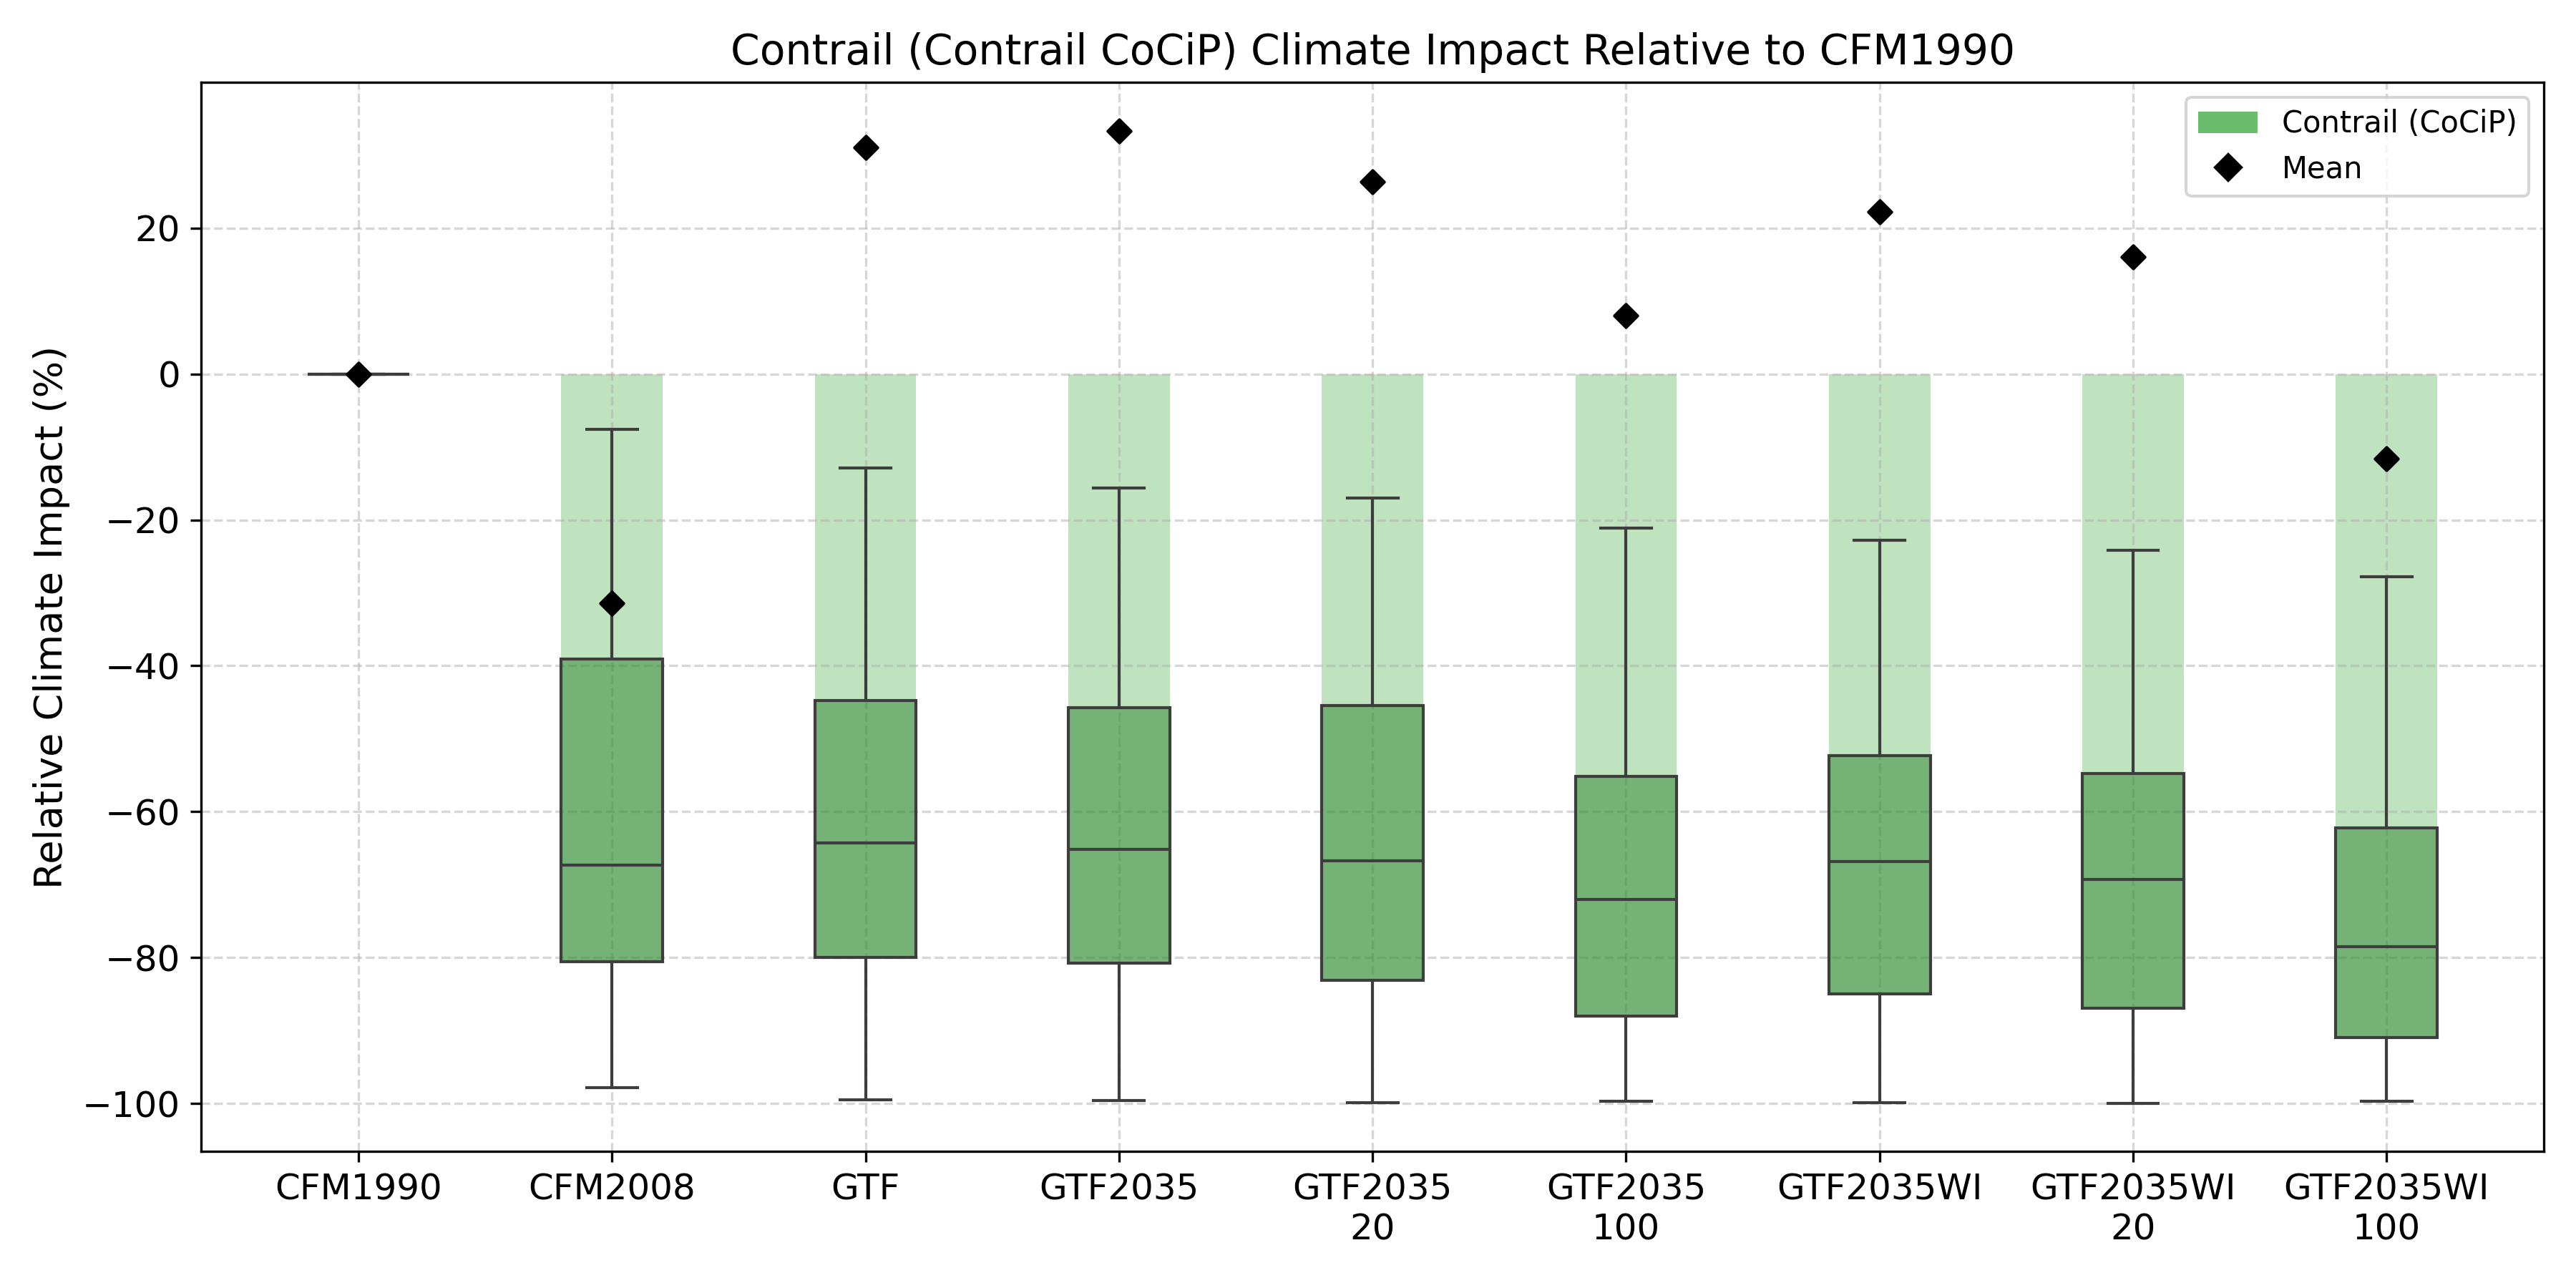 Contrail (Contrail CoCiP) Climate Impact Relative to CFM1990
Contrail (CoCiP)
Mean
Relative Climate Impact (%)
20
0
−20
−40
−60
−80
−100
CFM1990
CFM2008
GTF
GTF2035
GTF2035
20
GTF2035
100
GTF2035WI
GTF2035WI
20
GTF2035WI
100